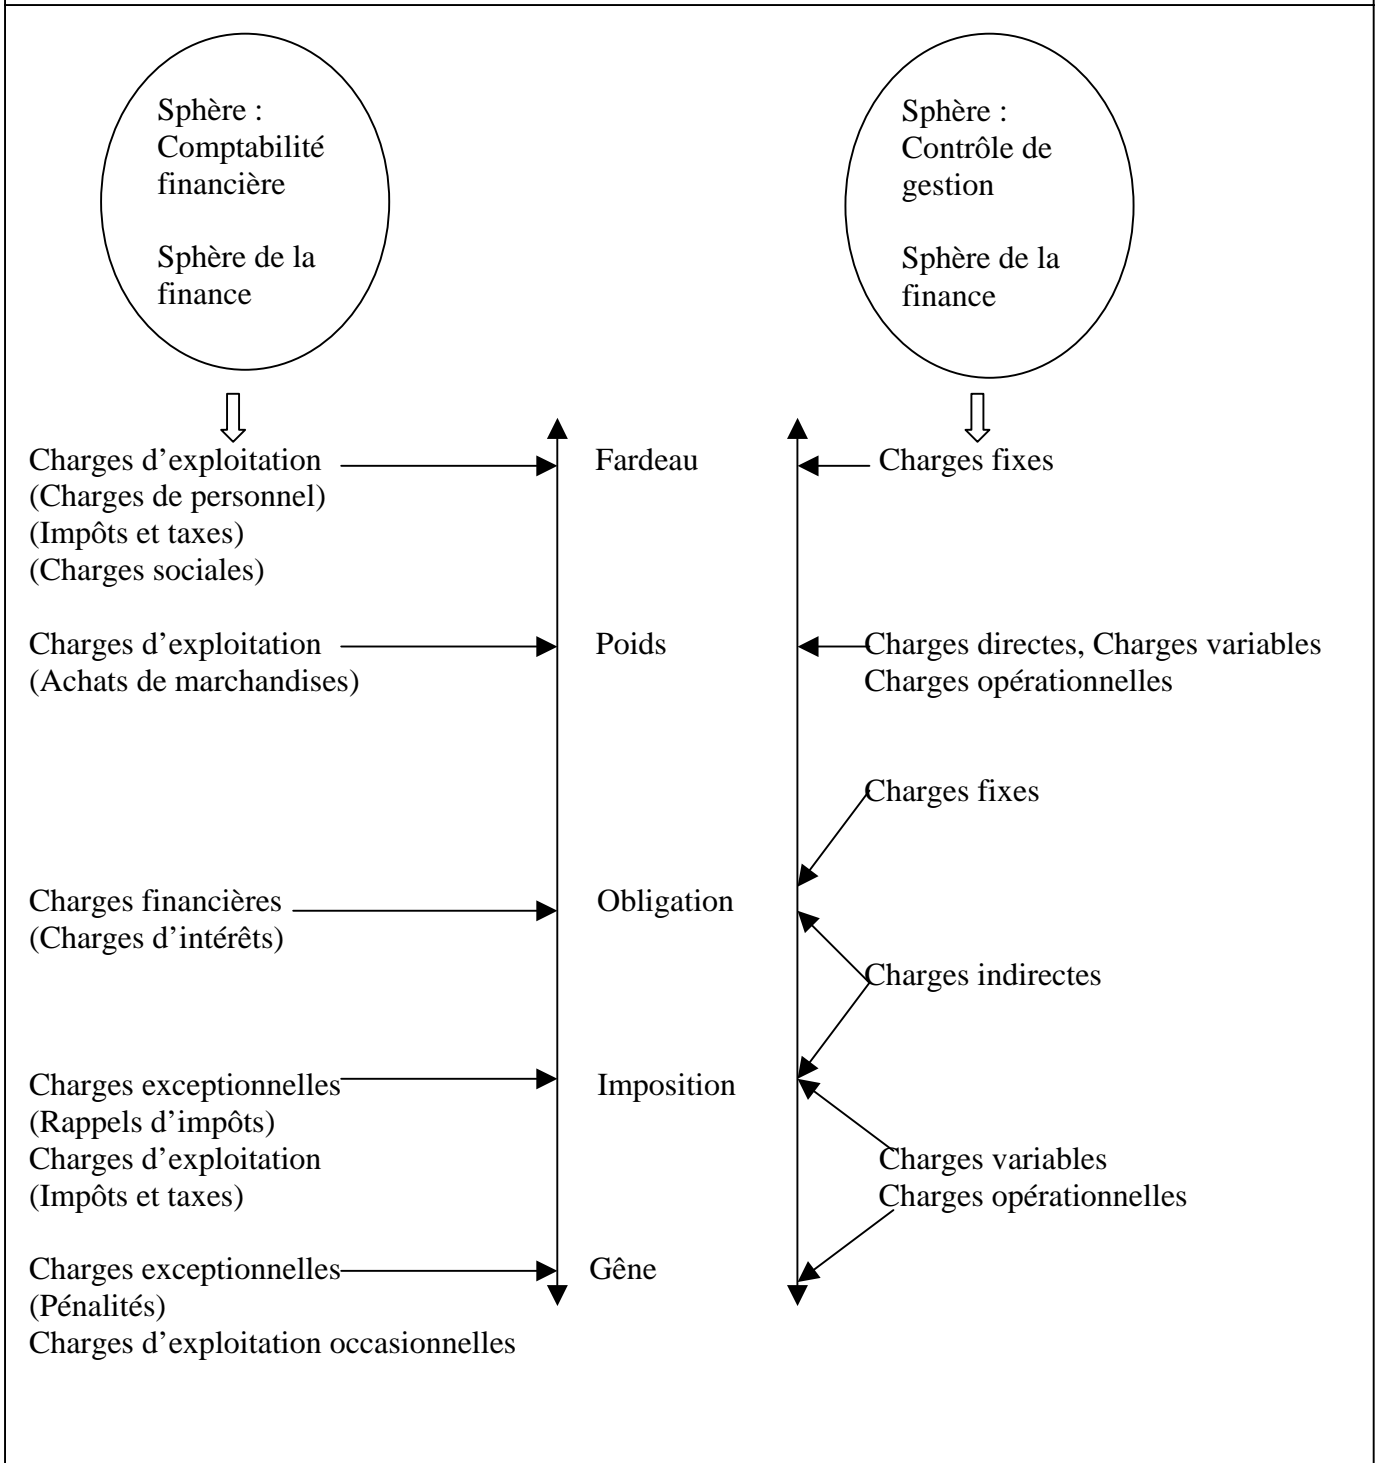 Sphère :
Comptabilité
financière
Sphère de la
finance
Sphère :
Contrôle de
gestion
Sphère de la
finance
Charges d’exploitation
(Charges de personnel)
(Impôts et taxes)
(Charges sociales)
Fardeau
Charges fixes
Charges d’exploitation
(Achats de marchandises)
Poids
Charges directes, Charges variables
Charges opérationnelles
Charges fixes
Charges financières
(Charges d’intérêts)
Obligation
Charges indirectes
Charges exceptionnelles
(Rappels d’impôts)
Charges d’exploitation
(Impôts et taxes)
Imposition
Charges variables
Charges opérationnelles
Charges exceptionnelles
(Pénalités)
Charges d’exploitation occasionnelles
Gêne